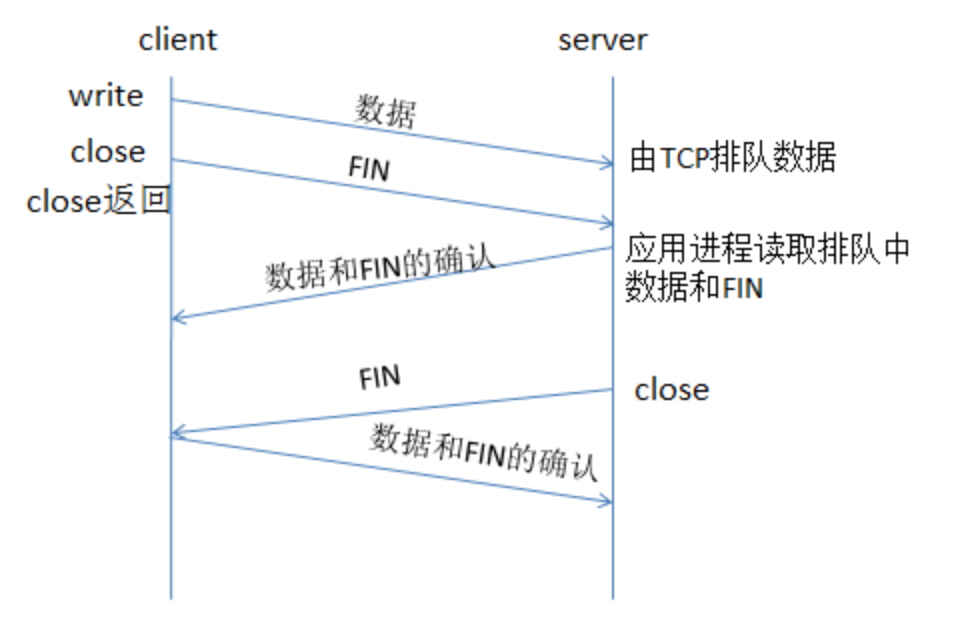 client
server
write
数据
close
由TCP排队数据
FIN
close返回
应用进程读取排队中
数据和FIN
数据和FIN的确认
FIN
close
数据和FIN的确认